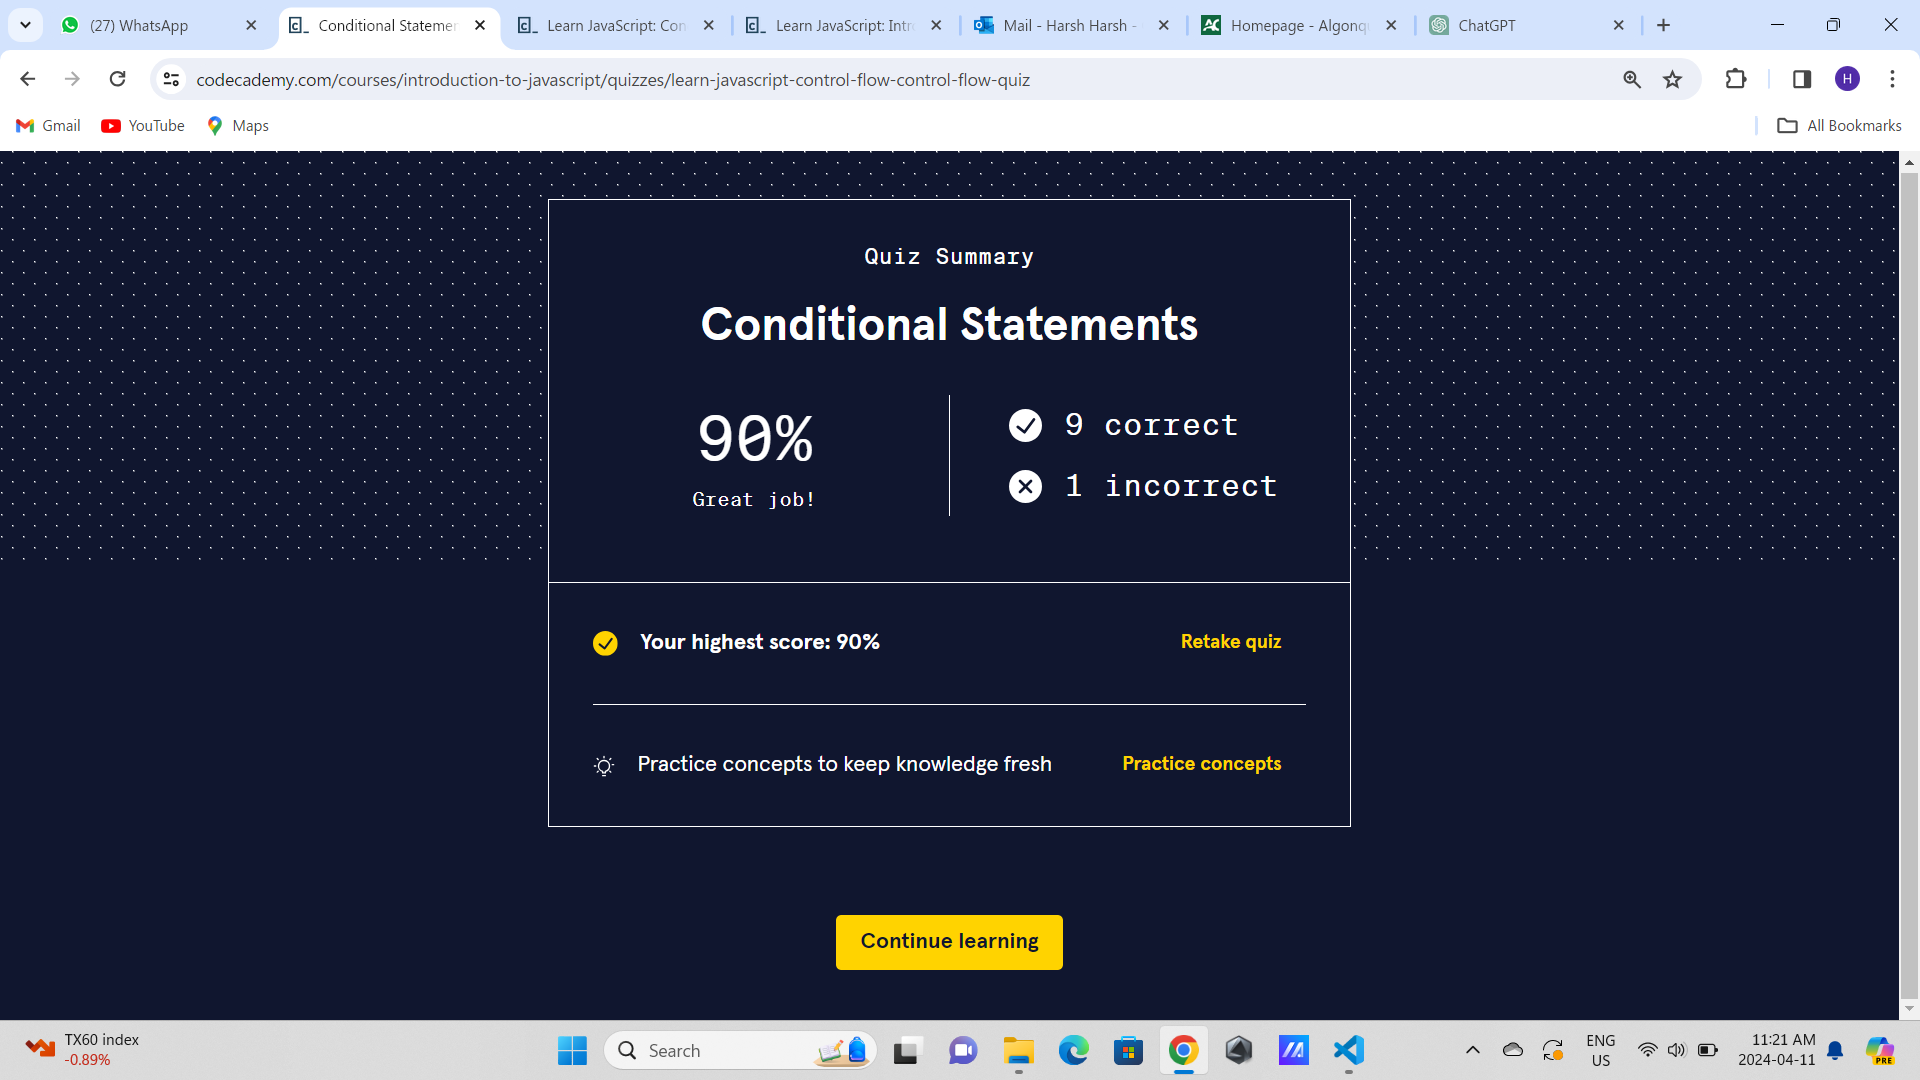 (27) WhatsApp
Conditional Statemen
Learn JavaScript: Con
Learn JavaScript: Intr
Mail - Harsh Harsh -
Homepage - Algonq
ChatGPT
codecademy.com/courses/introduction-to-javascript/quizzes/learn-javascript-control-flow-control-flow-quiz
H
Gmail
YouTube
Maps
All Bookmarks
Quiz Summary
Conditional Statements
90%
Great job!
9 correct
1 incorrect
Your highest score: 90%
Retake quiz
Practice concepts to keep knowledge fresh
Practice concepts
Continue learning
TX60 index
-0.89%
Search
ENG
US
11:21 AM
2024-04-11
PRE